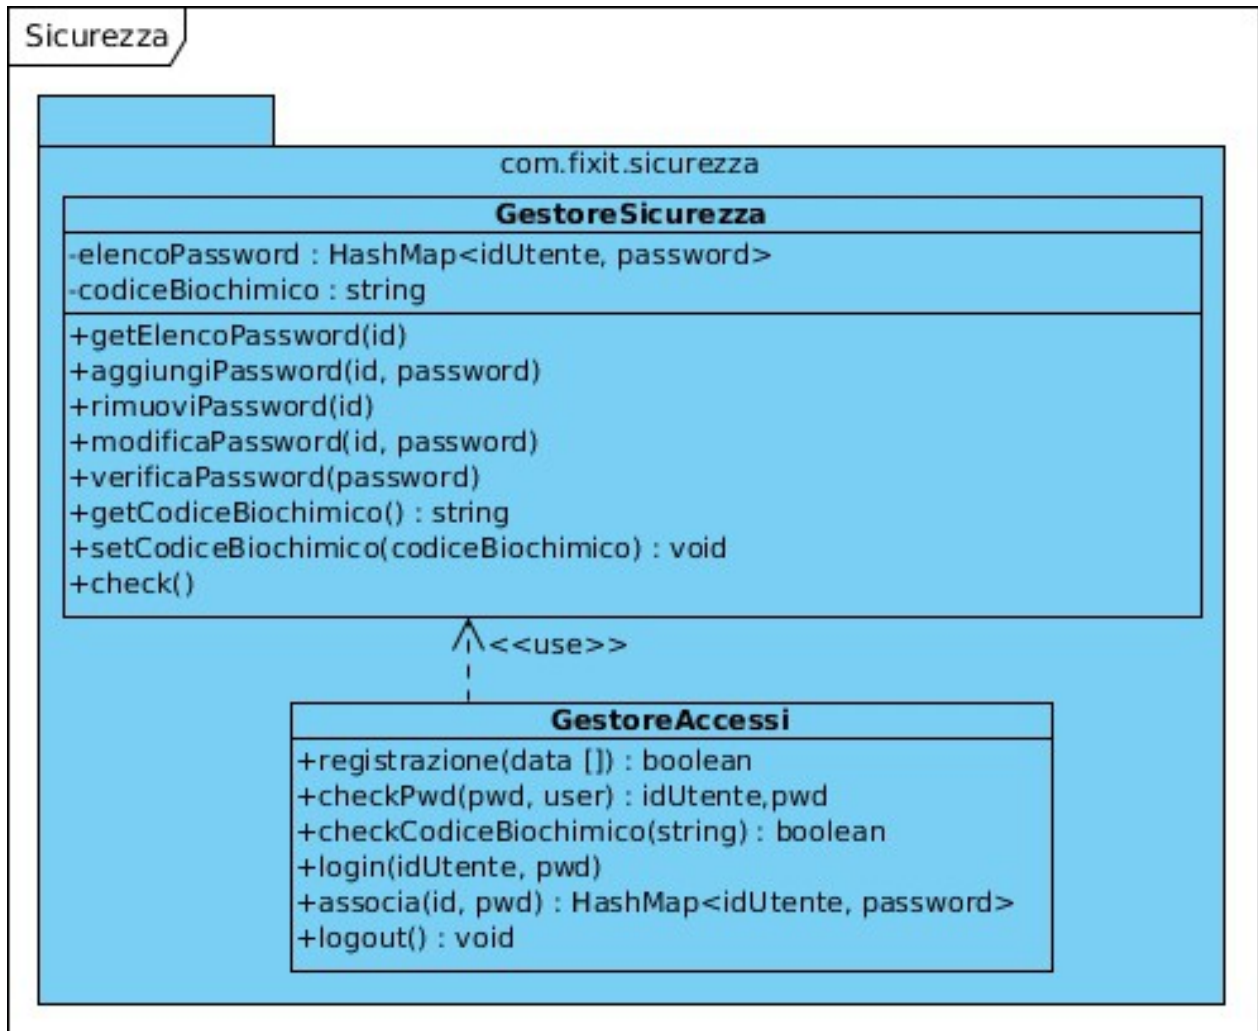 Sicurezza
com.fixit.sicurezza
GestoreSicurezza
-elencoPassword : HashMap<idUtente, password>
-codiceBiochimico : string
+getElencoPassword(id)
+aggiungiPassword(id, password)
+rimuoviPassword(id)
+modificaPassword(id, password)
+verificaPassword(password)
+getCodiceBiochimico() : string
+setCodiceBiochimico(codiceBiochimico) : void
+check()
<<use>>
GestoreAccessi
+registrazione(data []) : boolean
+checkPwd(pwd, user) : idUtente,pwd
+checkCodiceBiochimico(string) : boolean
+login(idUtente, pwd)
+associa(id, pwd) : HashMap<idUtente, password>
+logout() : void